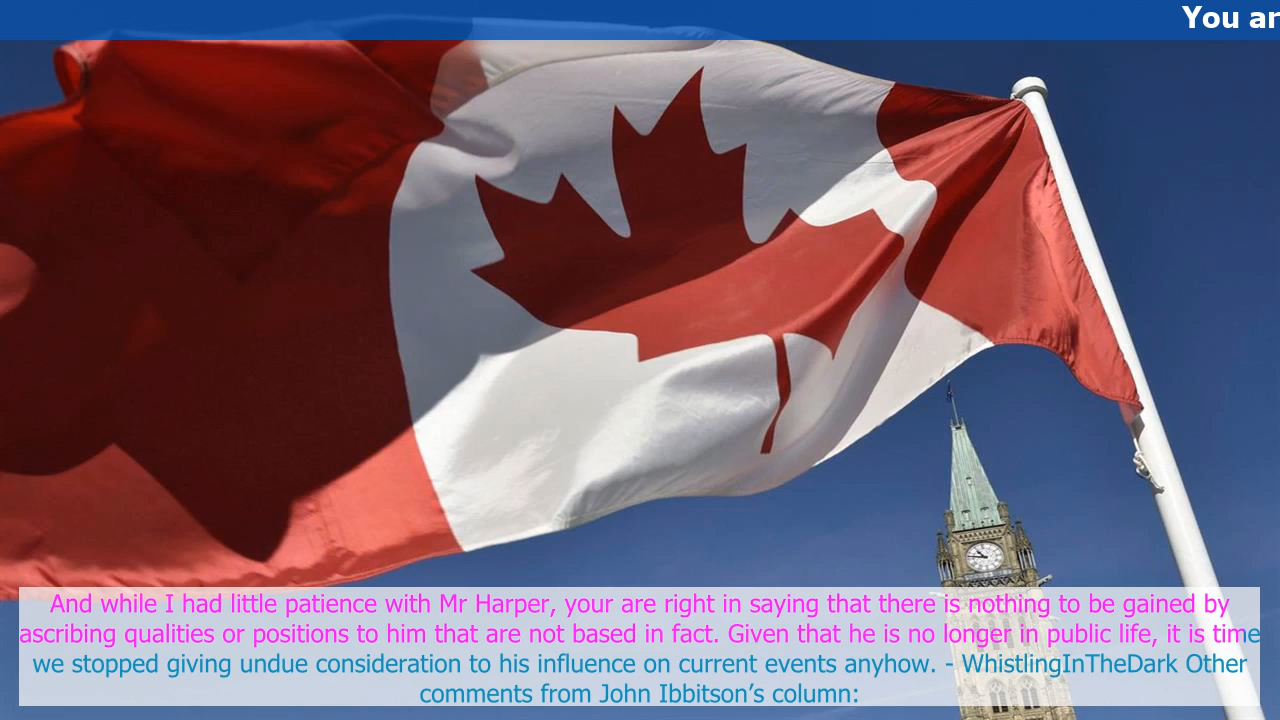 You ar
And while I had little patience with Mr Harper, your are right in saying that there is nothing to be gained by
ascribing qualities or positions to him that are not based in fact. Given that he is no longer in public life, it is time
we stopped giving undue consideration to his influence on current events anyhow. - WhistlingInTheDark Other
comments from John Ibbitson’s column: